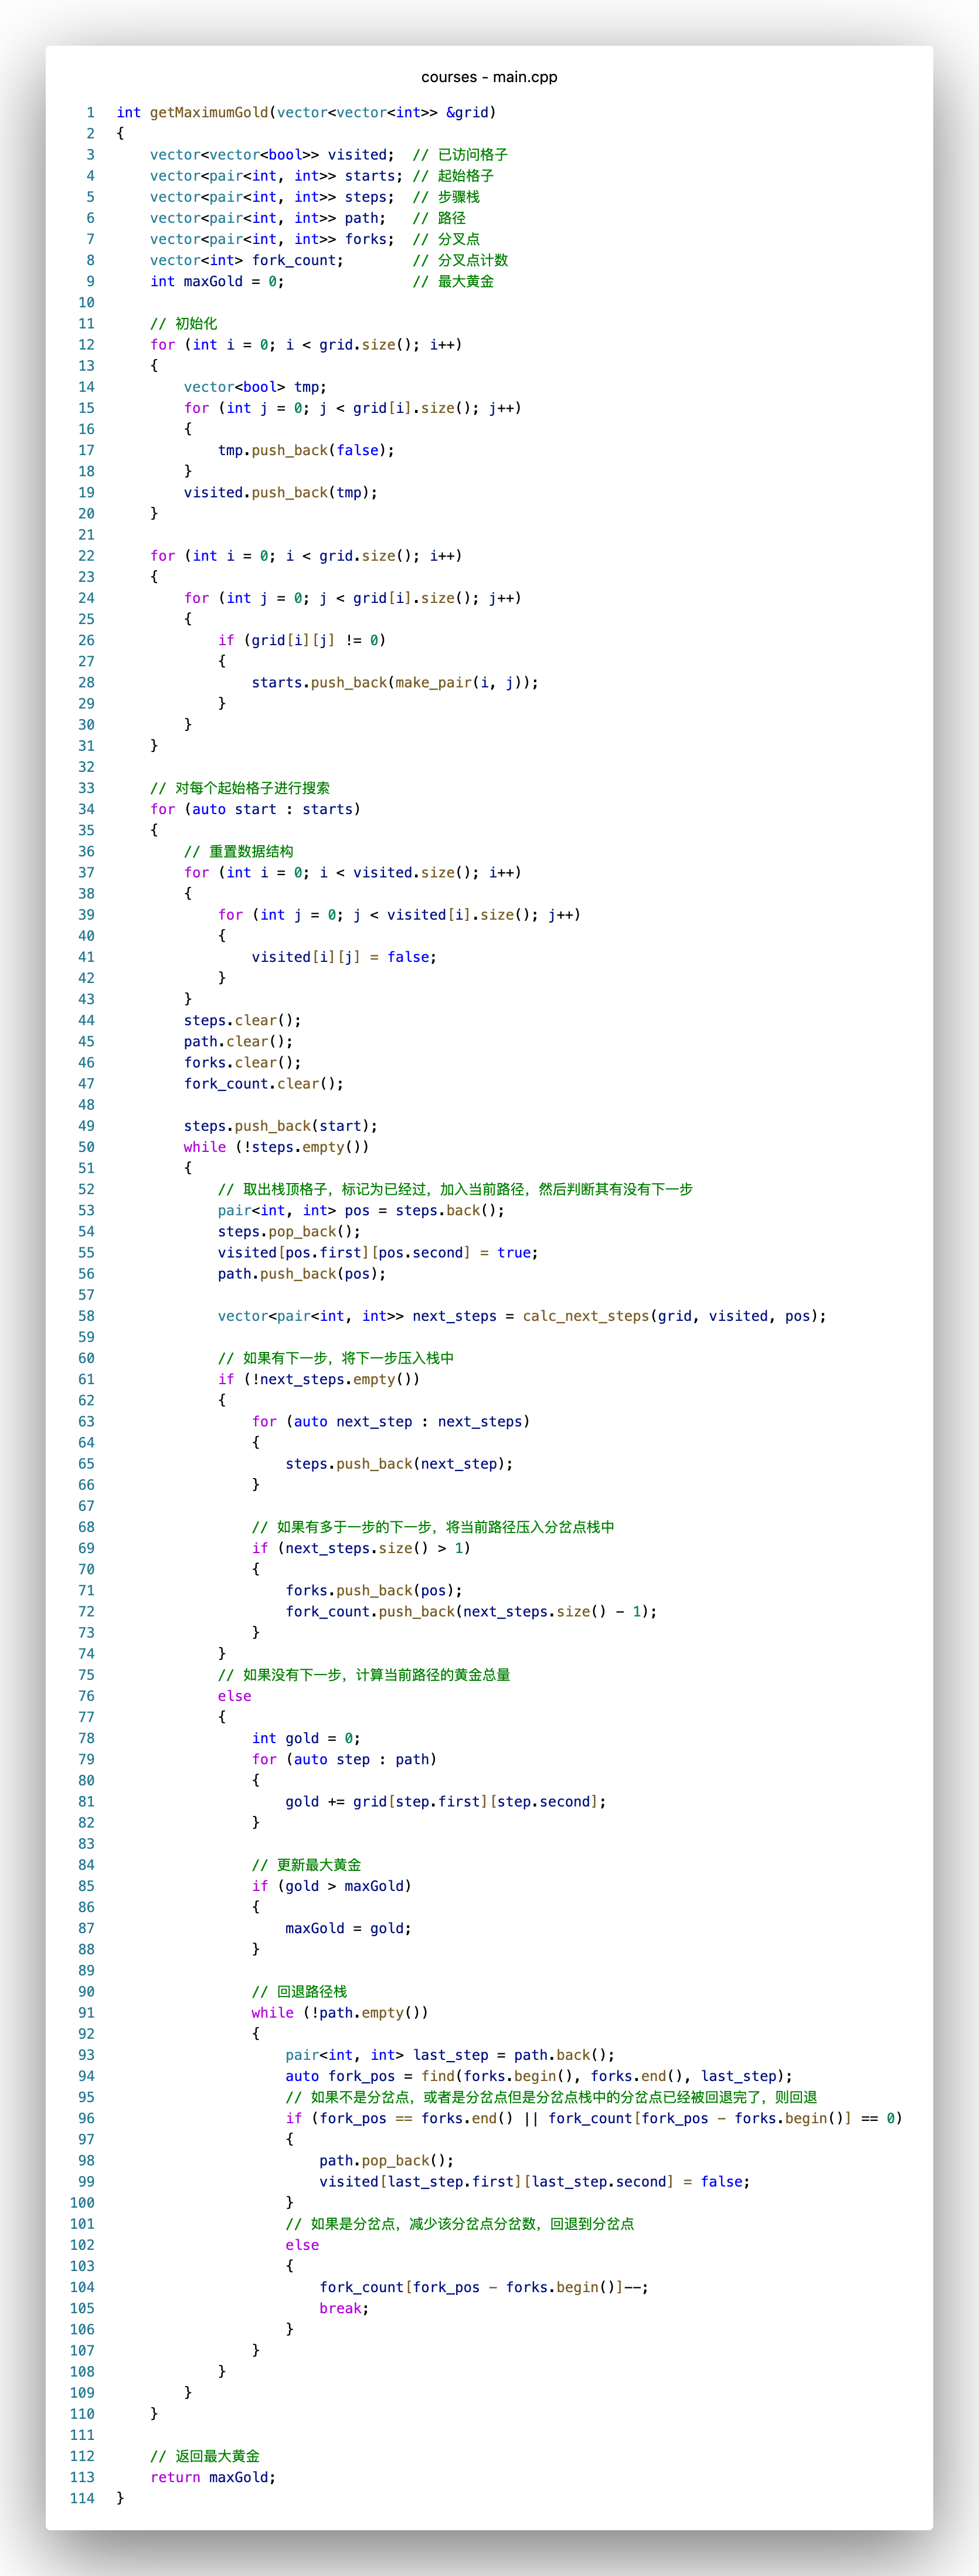 courses - main.cpp
1 int getMaximumGold(vector<vector<int>> &grid)
2 {
3     vector<vector<bool>> visited;  // 已访问格子
4     vector<pair<int, int>> starts; // 起始格子
5     vector<pair<int, int>> steps;  // 步骤栈
6     vector<pair<int, int>> path;   // 路径
7     vector<pair<int, int>> forks;  // 分叉点
8     vector<int> fork_count;        // 分叉点计数
9     int maxGold = 0;               // 最大黄金
10
11     // 初始化
12     for (int i = 0; i < grid.size(); i++)
13     {
14         vector<bool> tmp;
15         for (int j = 0; j < grid[i].size(); j++)
16         {
17             tmp.push_back(false);
18         }
19         visited.push_back(tmp);
20     }
21
22     for (int i = 0; i < grid.size(); i++)
23     {
24         for (int j = 0; j < grid[i].size(); j++)
25         {
26             if (grid[i][j] != 0)
27             {
28                 starts.push_back(make_pair(i, j));
29             }
30         }
31     }
32
33     // 对每个起始格子进行搜索
34     for (auto start : starts)
35     {
36         // 重置数据结构
37         for (int i = 0; i < visited.size(); i++)
38         {
39             for (int j = 0; j < visited[i].size(); j++)
40             {
41                 visited[i][j] = false;
42             }
43         }
44         steps.clear();
45         path.clear();
46         forks.clear();
47         fork_count.clear();
48
49         steps.push_back(start);
50         while (!steps.empty())
51         {
52             // 取出栈顶格子，标记为已经过，加入当前路径，然后判断其有没有下一步
53             pair<int, int> pos = steps.back();
54             steps.pop_back();
55             visited[pos.first][pos.second] = true;
56             path.push_back(pos);
57
58             vector<pair<int, int>> next_steps = calc_next_steps(grid, visited, pos);
59
60             // 如果有下一步，将下一步压入栈中
61             if (!next_steps.empty())
62             {
63                 for (auto next_step : next_steps)
64                 {
65                     steps.push_back(next_step);
66                 }
67
68                 // 如果有多于一步的下一步，将当前路径压入分岔点栈中
69                 if (next_steps.size() > 1)
70                 {
71                     forks.push_back(pos);
72                     fork_count.push_back(next_steps.size() - 1);
73                 }
74             }
75             // 如果没有下一步，计算当前路径的黄金总量
76             else
77             {
78                 int gold = 0;
79                 for (auto step : path)
80                 {
81                     gold += grid[step.first][step.second];
82                 }
83
84                 // 更新最大黄金
85                 if (gold > maxGold)
86                 {
87                     maxGold = gold;
88                 }
89
90                 // 回退路径栈
91                 while (!path.empty())
92                 {
93                     pair<int, int> last_step = path.back();
94                     auto fork_pos = find(forks.begin(), forks.end(), last_step);
95                     // 如果不是分岔点，或者是分岔点但是分岔点栈中的分岔点已经被回退完了，则回退
96                     if (fork_pos == forks.end() || fork_count[fork_pos - forks.begin()] == 0)
97                     {
98                         path.pop_back();
99                         visited[last_step.first][last_step.second] = false;
100                     }
101                     // 如果是分岔点，减少该分岔点分岔数，回退到分岔点
102                     else
103                     {
104                         fork_count[fork_pos - forks.begin()]--;
105                         break;
106                     }
107                 }
108             }
109         }
110     }
111
112     // 返回最大黄金
113     return maxGold;
114 }